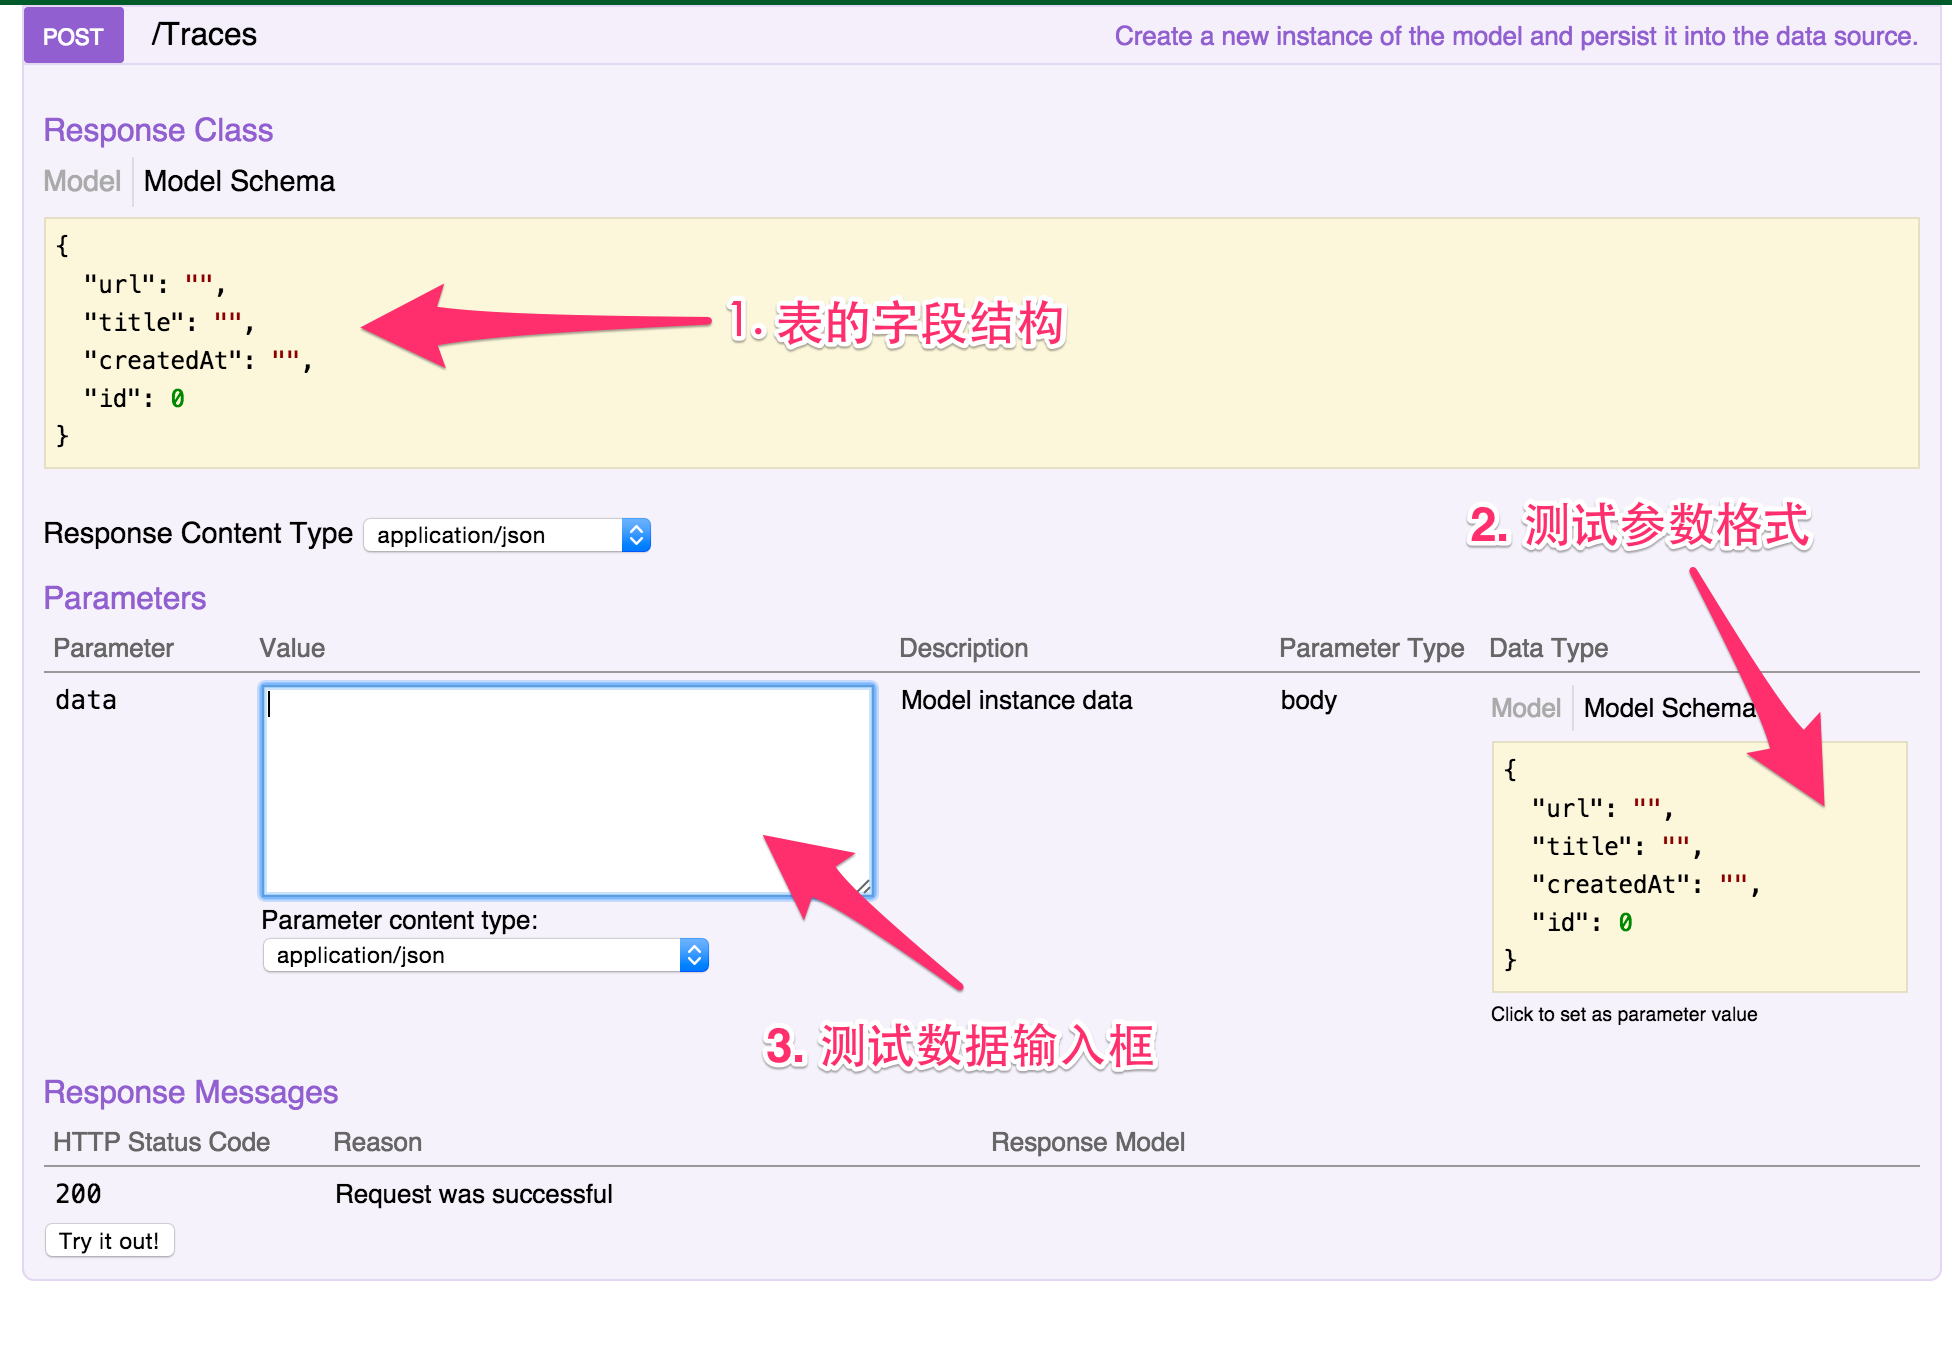 POST /Traces Create a new instance of the model and persist it into the data source.
Response Class
Model Model Schema
{
"url": "",
"title": "",
"createdAt": "",
"id": 0
}
1. 表的字段结构
Response Content Type application/json
2. 测试参数格式
Parameters
Parameter Value Description Parameter Type Data Type
data Model instance data body Model Model Schema
{
"url": "",
"title": "",
"createdAt": "",
"id": 0
}
Click to set as parameter value
Parameter content type:
application/json
3. 测试数据输入框
Response Messages
HTTP Status Code Reason Response Model
200 Request was successful
Try it out!